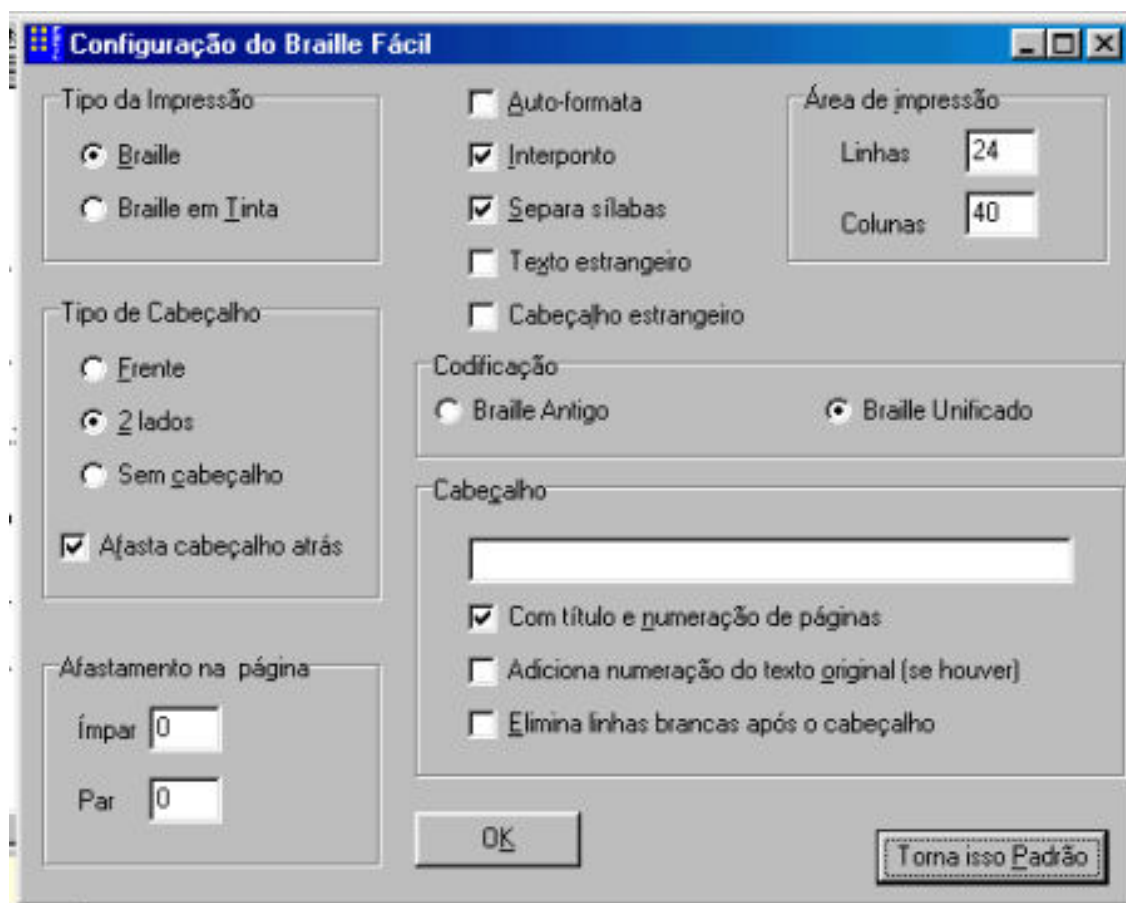 Configuração do Braille Fácil
Tipo da Impressão
Braille
Braille em Tinta
Auto-formata
Interponto
Separa sílabas
Texto estrangeiro
Cabeçalho estrangeiro
Área de impressão
Linhas 24
Colunas 40
Tipo de Cabeçalho
Frente
2 lados
Sem cabeçalho
Afasta cabeçalho atrás
Codificação
Braille Antigo Braille Unificado
Cabeçalho
Com título e numeração de páginas
Adiciona numeração do texto original (se houver)
Elimina linhas brancas após o cabeçalho
Afastamento na página
Ímpar 0
Par 0
OK
Torna isso Padrão